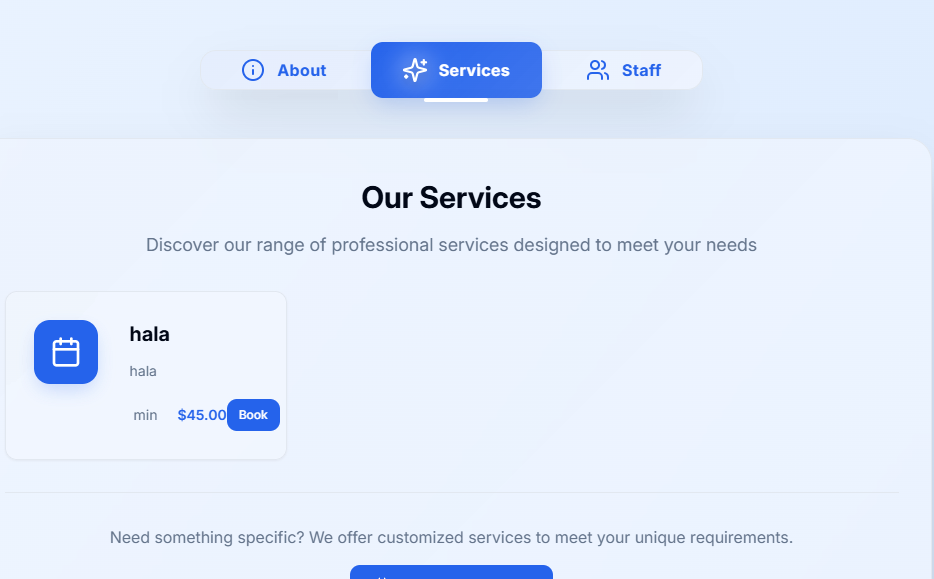 About Services Staff
Our Services
Discover our range of professional services designed to meet your needs
hala
hala
min $45.00 Book
Need something specific? We offer customized services to meet your unique requirements.